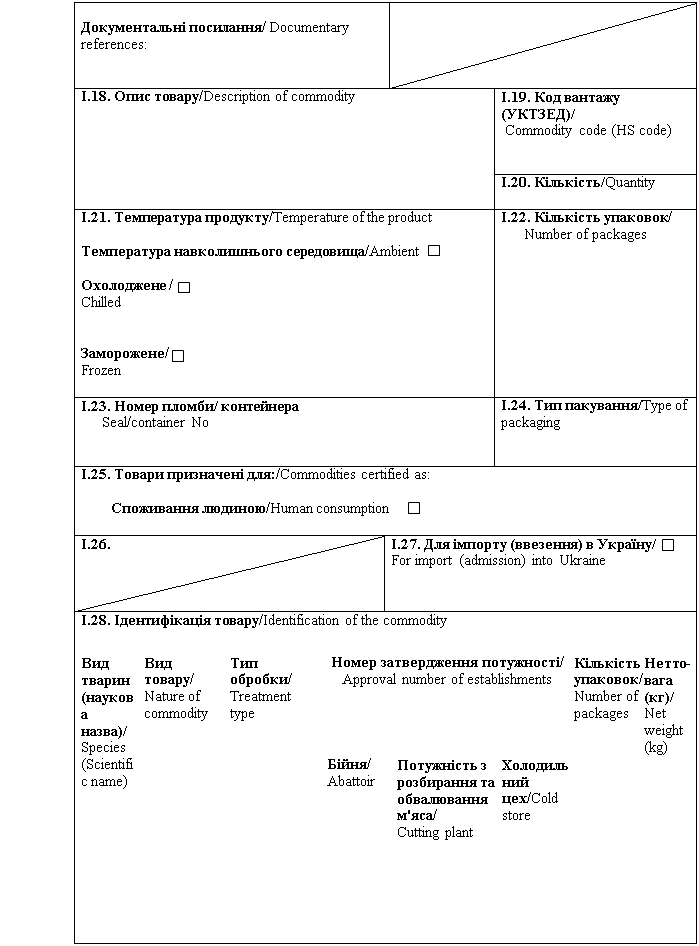 Документальні посилання/ Documentary
references:
I.18. Опис товару/Description of commodity
I.19. Код вантажу
(УКТЗЕД)/
Commodity code (HS code)
I.20. Кількість/Quantity
I.21. Температура продукту/Temperature of the product
Температура навколишнього середовища/Ambient
Охолоджене /
Chilled
Заморожене/
Frozen
I.22. Кількість упаковок/
Number of packages
I.23. Номер пломби/ контейнера
Seal/container No
I.24. Тип пакування/Type of
packaging
I.25. Товари призначені для:/Commodities certified as:
Споживання людиною/Human consumption
I.26.
I.27. Для імпорту (ввезення) в Україну/
For import (admission) into Ukraine
I.28. Ідентифікація товару/Identification of the commodity
Вид
тварин
(науков
а
назва)/
Species
(Scientifi
c name)
Вид
товару/
Nature of
commodity
Тип
обробки/
Treatment
type
Номер затвердження потужності/
Approval number of establishments
Бійня/
Abattoir
Потужність з
розбирання та
обвалювання
м'яса/
Cutting plant
Холодиль
ний
цех/Cold
store
Кількість
упаковок/
Number of
packages
Нетто-
вага
(кг)/
Net
weight
(kg)